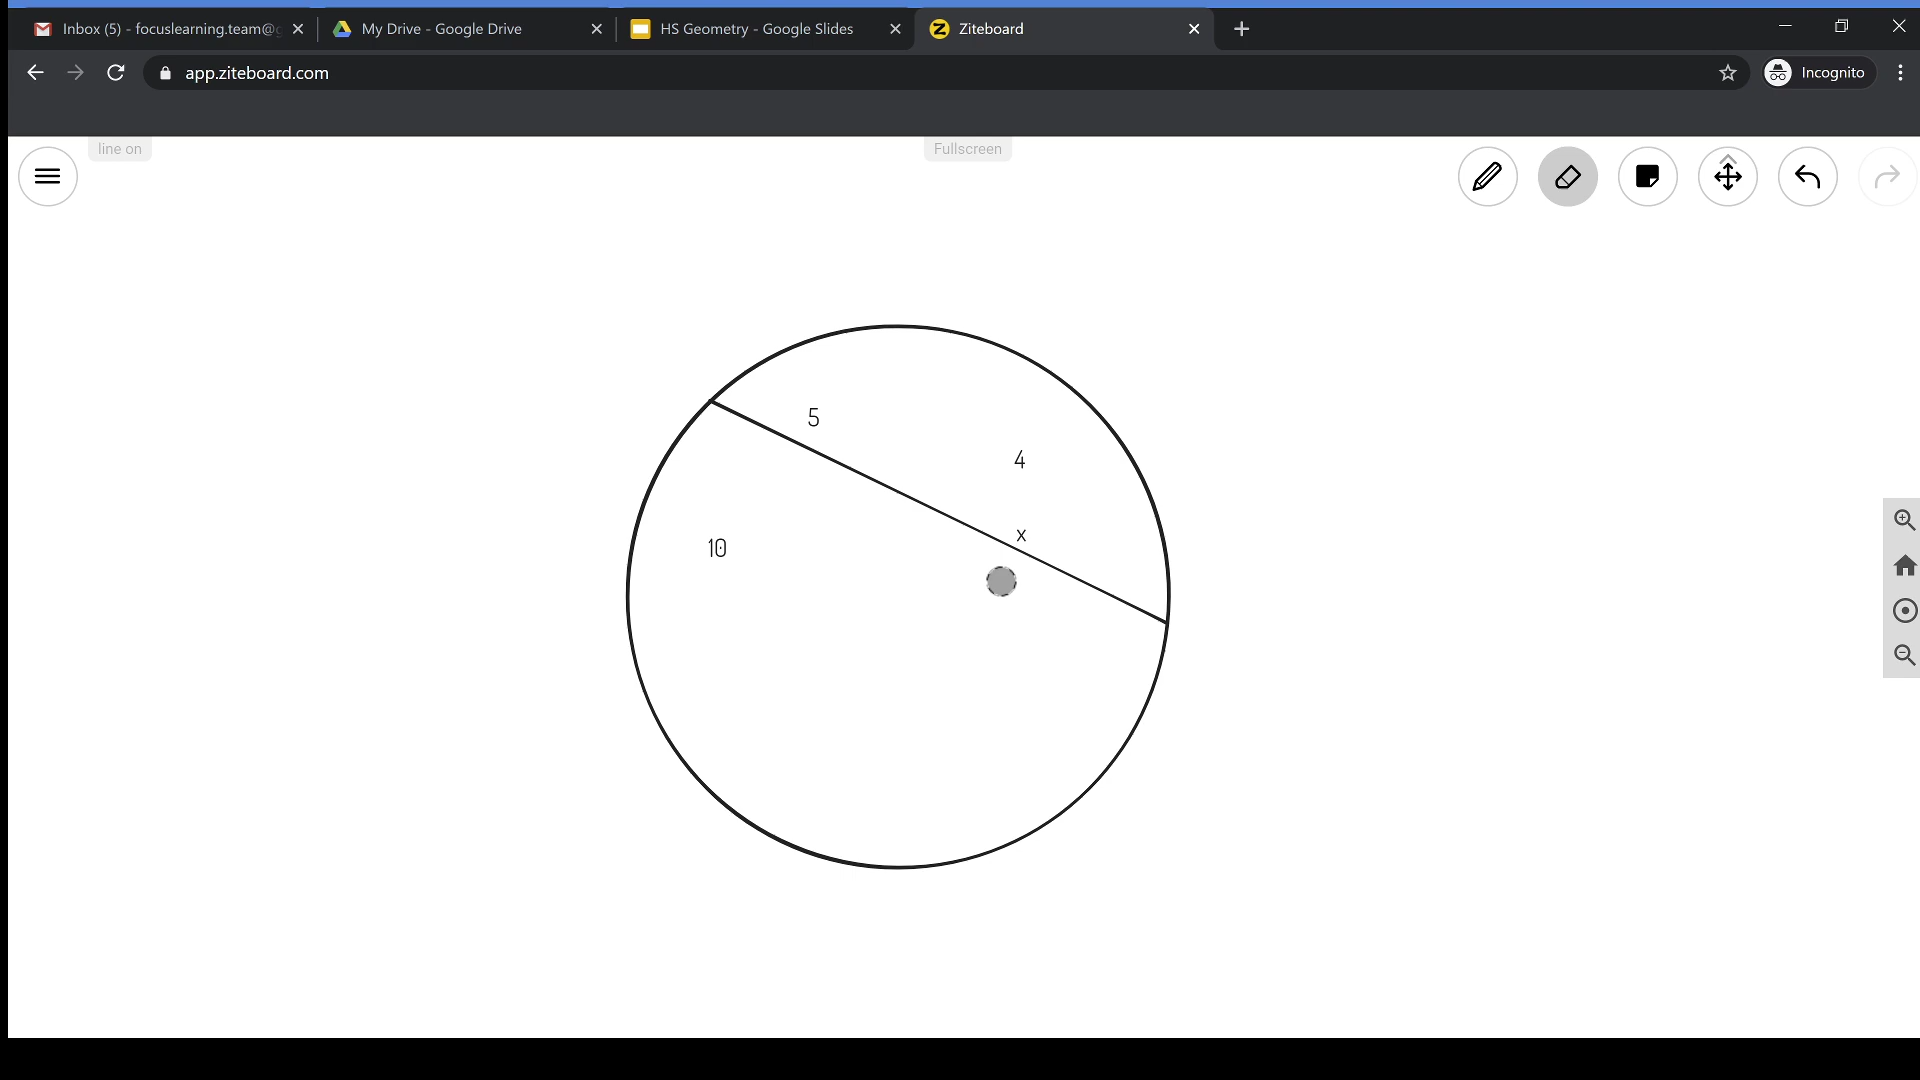 Inbox (5) - focuslearning.team@g
My Drive - Google Drive
HS Geometry - Google Slides
Ziteboard
app.ziteboard.com
Incognito
line on
Fullscreen
5
4
x
10